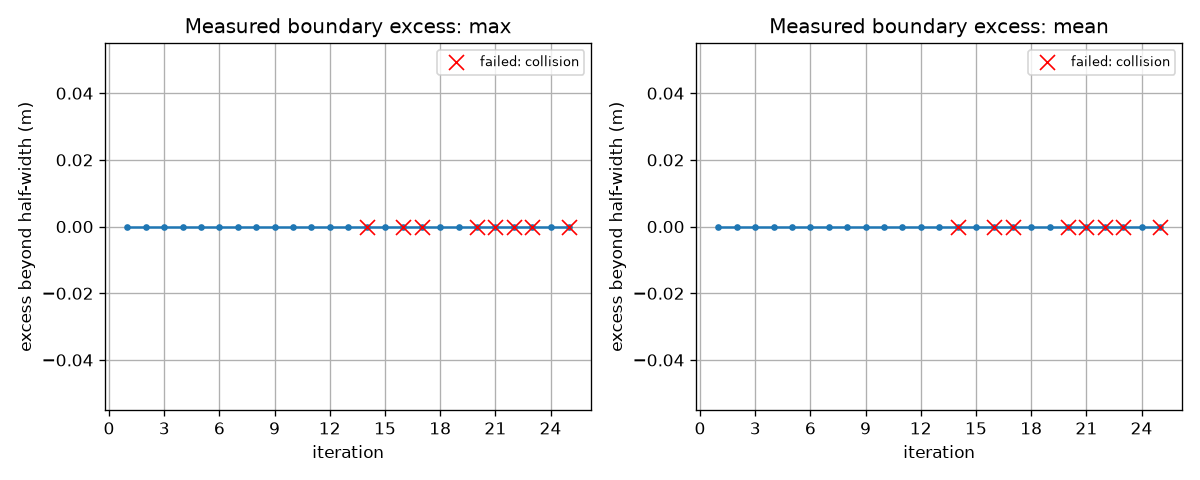 Measured boundary excess: max
failed: collision
excess beyond half-width (m)
0.04
0.02
0.00
−0.02
−0.04
0 3 6 9 12 15 18 21 24
iteration
Measured boundary excess: mean
failed: collision
excess beyond half-width (m)
0.04
0.02
0.00
−0.02
−0.04
0 3 6 9 12 15 18 21 24
iteration